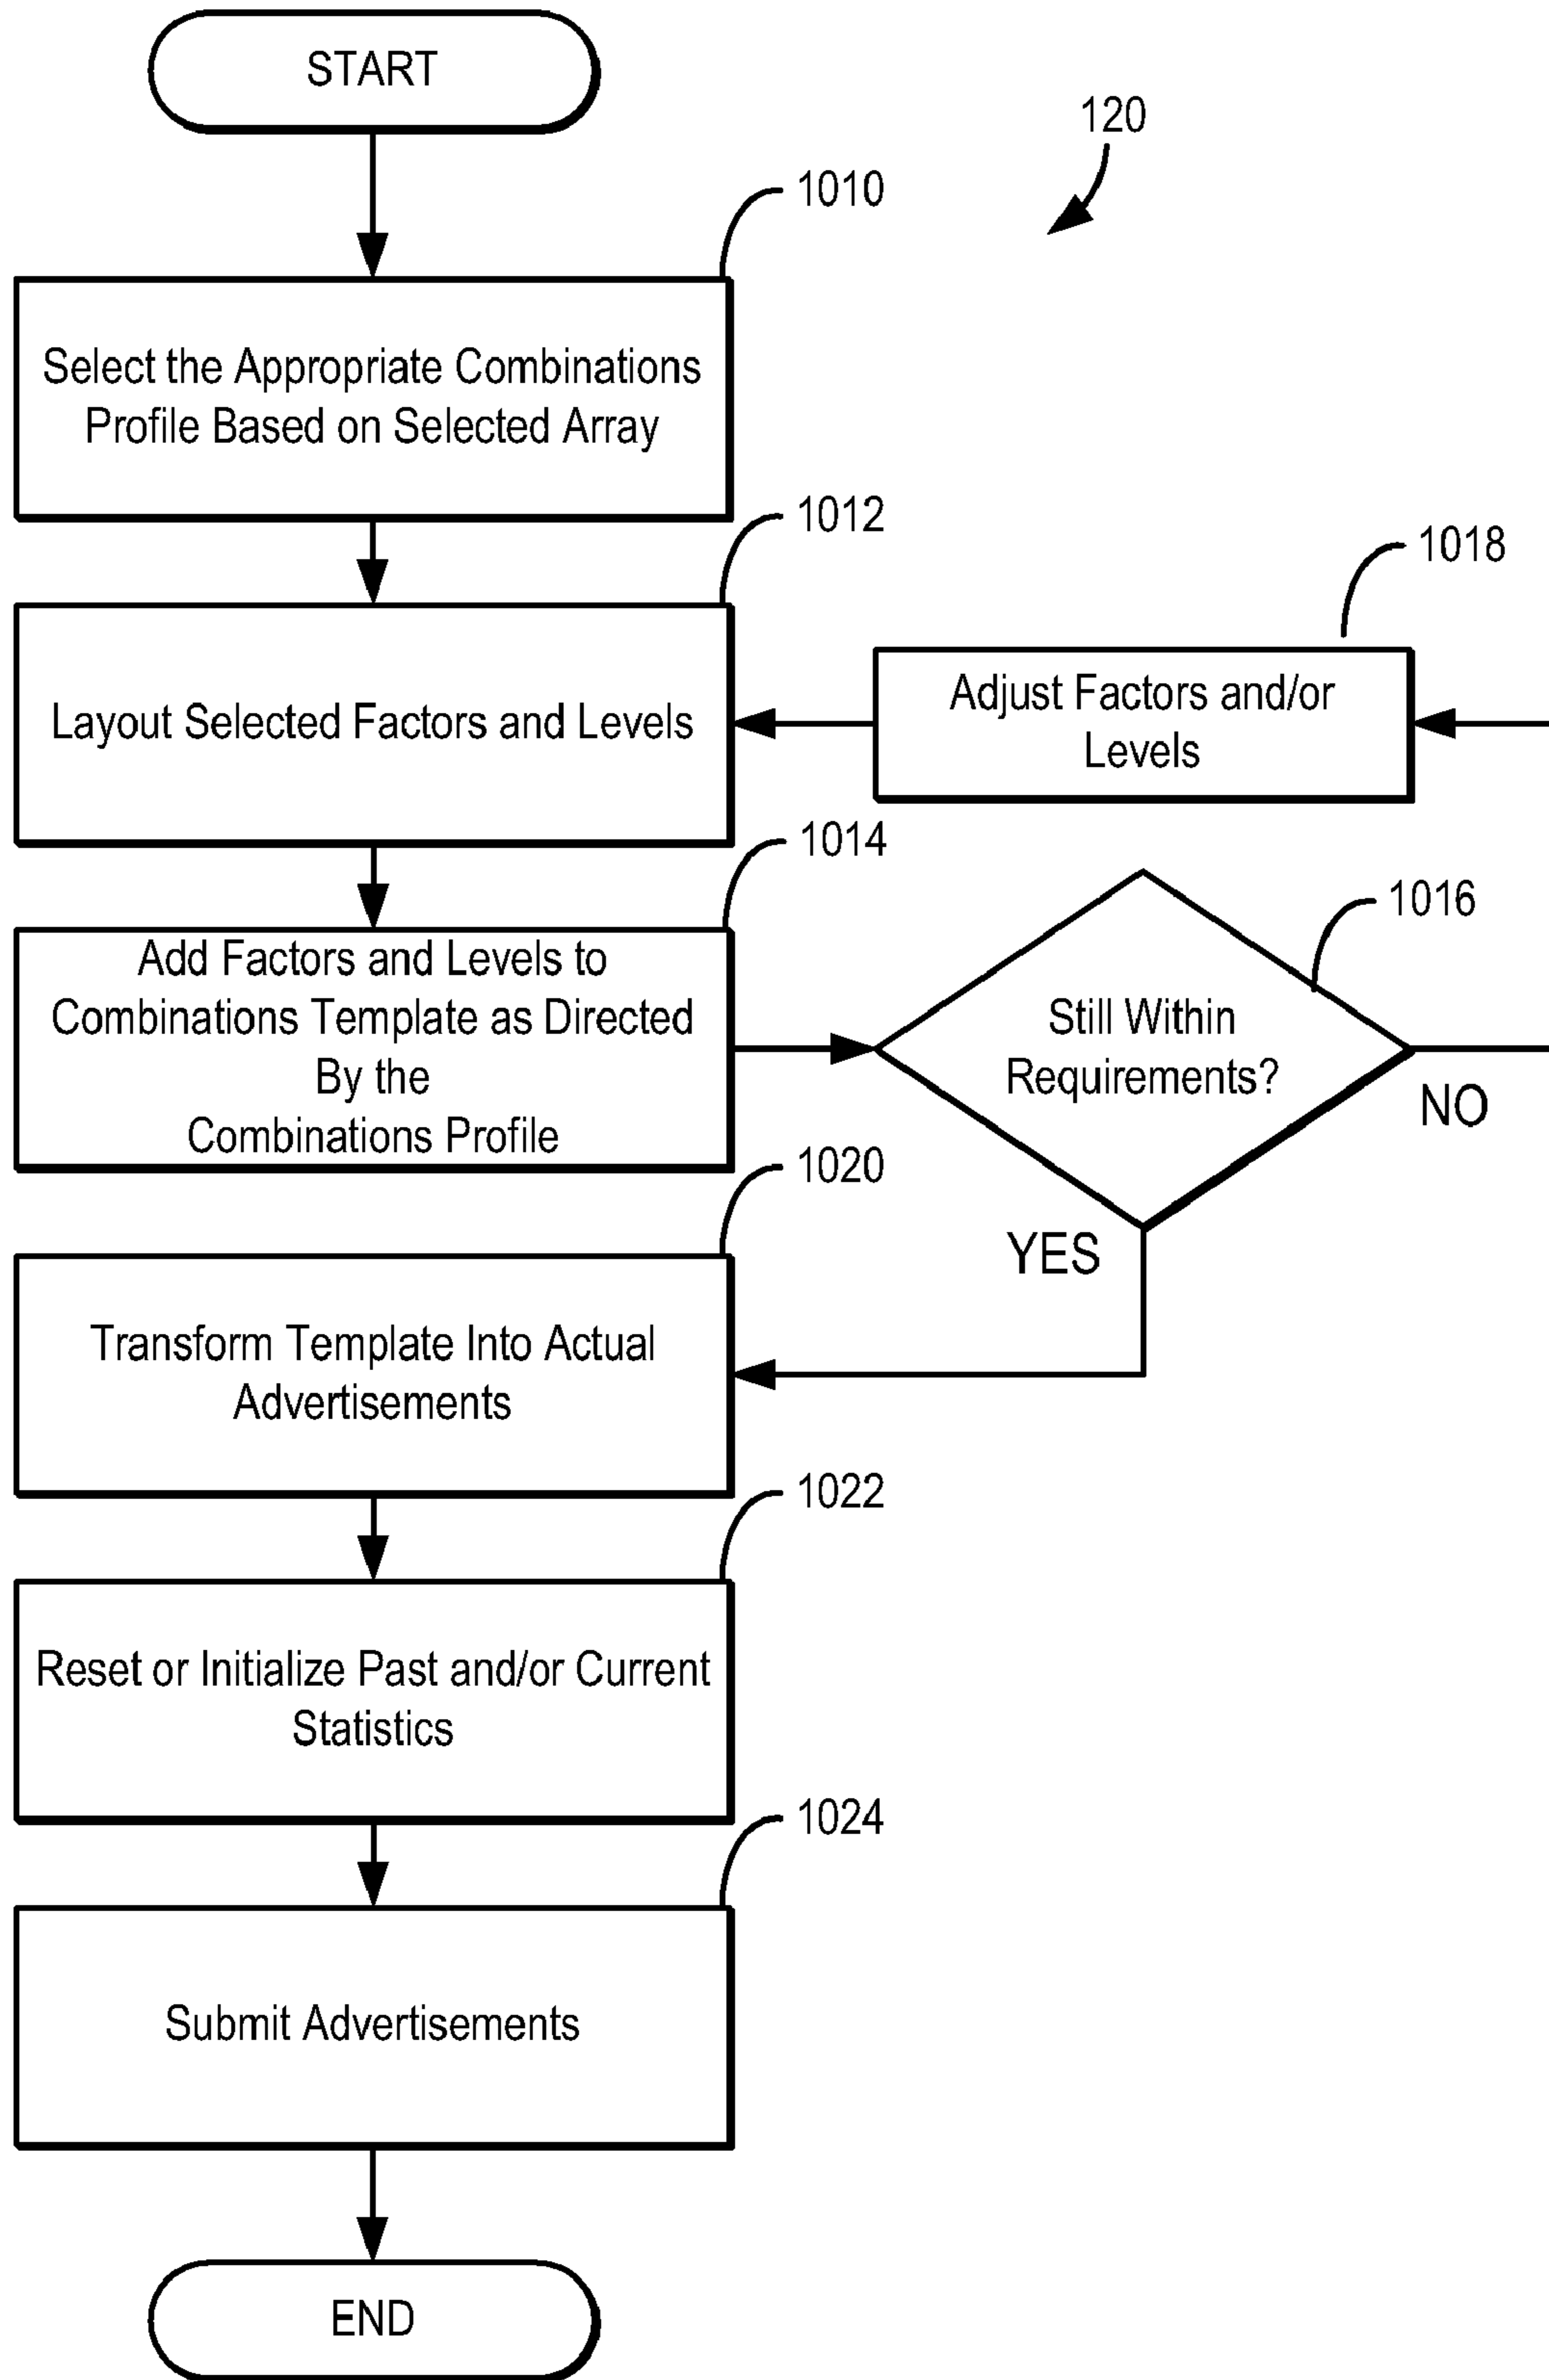 START
120
1010
Select the Appropriate Combinations
Profile Based on Selected Array
1012
Layout Selected Factors and Levels
1018
Adjust Factors and/or
Levels
1014
Add Factors and Levels to
Combinations Template as Directed
By the
Combinations Profile
1016
Still Within
Requirements?
NO
YES
1020
Transform Template Into Actual
Advertisements
1022
Reset or Initialize Past and/or Current
Statistics
1024
Submit Advertisements
END